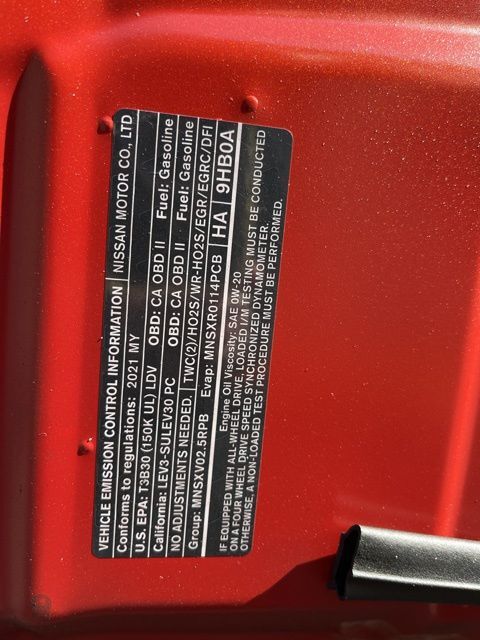 VEHICLE EMISSION CONTROL INFORMATION NISSAN MOTOR CO., LTD
Conforms to regulations: 2021 MY
U.S. EPA: T3B30 (150K UL) LDV OBD: CA OBD II Fuel: Gasoline
California: LEV3-SULEV30 PC OBD: CA OBD II Fuel: Gasoline
NO ADJUSTMENTS NEEDED. TWC(2)/HO2S/WR-HO2S/EGR/EGRC/DFI
Group: MNSXV02.5RPB Evap: MNSXR0114PCB HA 9HB0A
Engine Oil Viscosity: SAE 0W-20
IF EQUIPPED WITH ALL-WHEEL DRIVE, LOADED I/M TESTING MUST BE CONDUCTED
ON A FOUR WHEEL DRIVE SPEED SYNCHRONIZED DYNAMOMETER.
OTHERWISE, A NON-LOADED TEST PROCEDURE MUST BE PERFORMED.